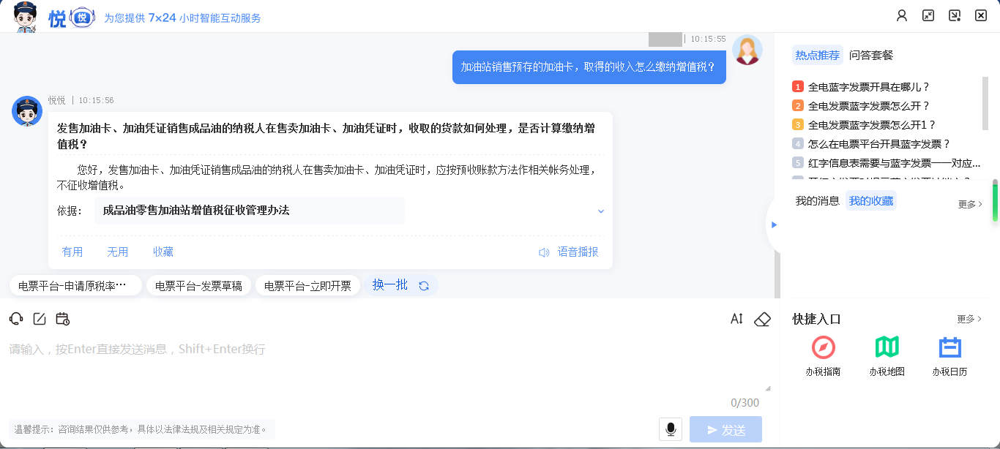 悦 悦 为您提供 7×24 小时智能互动服务
| 10:15:55
加油站销售预存的加油卡，取得的收入怎么缴纳增值税？
悦悦 | 10:15:56
发售加油卡、加油凭证销售成品油的纳税人在售卖加油卡、加油凭证时，收取的货款如何处理，是否计算缴纳增
值税？
您好，发售加油卡、加油凭证销售成品油的纳税人在售卖加油卡、加油凭证时，应按预收账款方法作相关帐务处理，
不征收增值税。
依据： 成品油零售加油站增值税征收管理办法
有用 无用 收藏 语音播报
电票平台-申请原税率… 电票平台-发票草稿 电票平台-立即开票 换一批
AI
请输入，按Enter直接发送消息，Shift+Enter换行
0/300
温馨提示：咨询结果仅供参考，具体以法律法规及相关规定为准。
发送
热点推荐 问答套餐
1 全电蓝字发票开具在哪儿？
2 全电发票蓝字发票怎么开？
3 全电发票蓝字发票怎么开1？
4 怎么在电票平台开具蓝字发票？
5 红字信息表需要与蓝字发票一一对应...
我的消息 我的收藏 更多
快捷入口 更多
办税指南 办税地图 办税日历